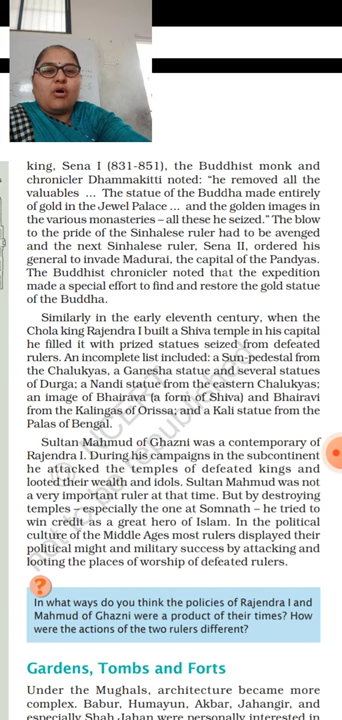 king, Sena I (831-851), the Buddhist monk and
chronicler Dhammakitti noted: “he removed all the
valuables ... The statue of the Buddha made entirely
of gold in the Jewel Palace ... and the golden images in
the various monasteries – all these he seized.” The blow
to the pride of the Sinhalese ruler had to be avenged
and the next Sinhalese ruler, Sena II, ordered his
general to invade Madurai, the capital of the Pandyas.
The Buddhist chronicler noted that the expedition
made a special effort to find and restore the gold statue
of the Buddha.
Similarly in the early eleventh century, when the
Chola king Rajendra I built a Shiva temple in his capital
he filled it with prized statues seized from defeated
rulers. An incomplete list included: a Sun-pedestal from
the Chalukyas, a Ganesha statue and several statues
of Durga; a Nandi statue from the eastern Chalukyas;
an image of Bhairava (a form of Shiva) and Bhairavi
from the Kalingas of Orissa; and a Kali statue from the
Palas of Bengal.
Sultan Mahmud of Ghazni was a contemporary of
Rajendra I. During his campaigns in the subcontinent
he attacked the temples of defeated kings and
looted their wealth and idols. Sultan Mahmud was not
a very important ruler at that time. But by destroying
temples – especially the one at Somnath – he tried to
win credit as a great hero of Islam. In the political
culture of the Middle Ages most rulers displayed their
political might and military success by attacking and
looting the places of worship of defeated rulers.
?
In what ways do you think the policies of Rajendra I and
Mahmud of Ghazni were a product of their times? How
were the actions of the two rulers different?
Gardens, Tombs and Forts
Under the Mughals, architecture became more
complex. Babur, Humayun, Akbar, Jahangir, and
especially Shah Jahan were personally interested in
© NCERT
not to be republished